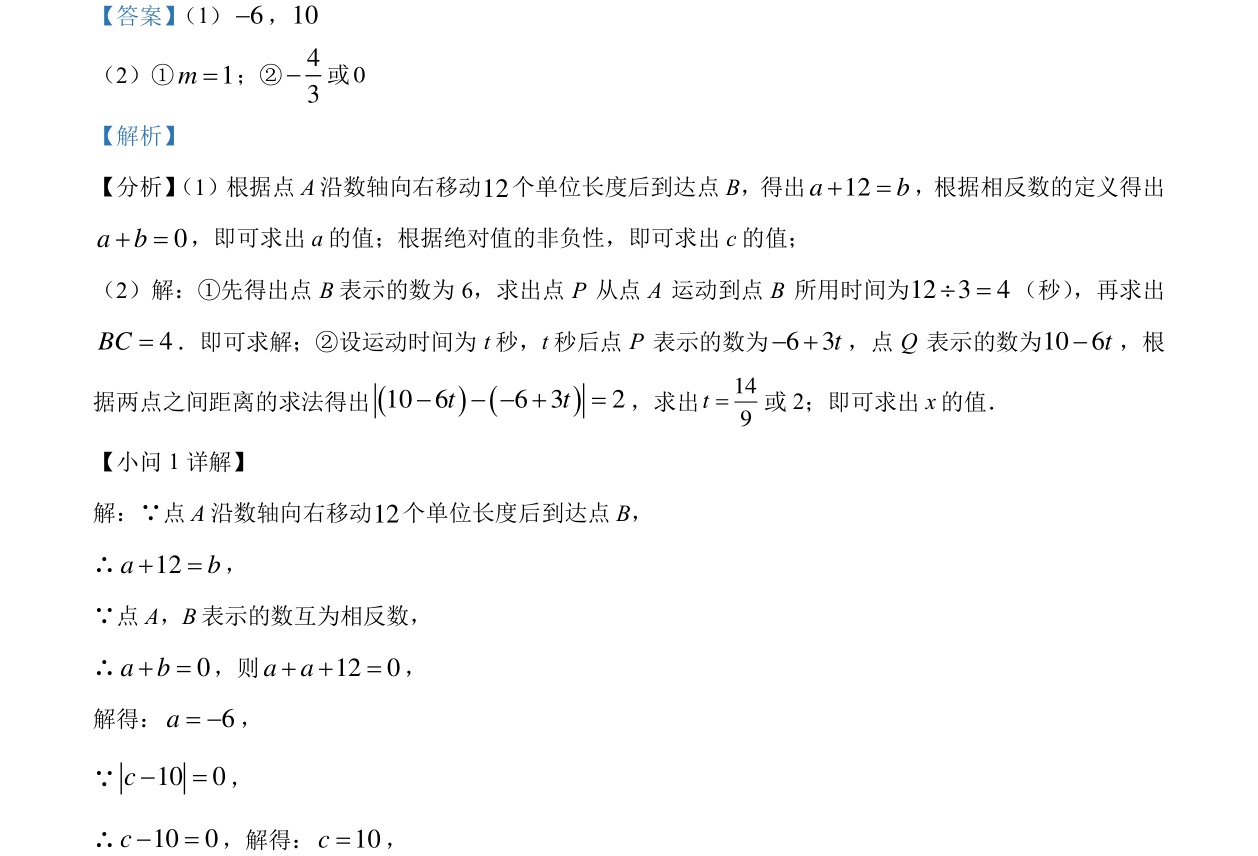 【答案】（1）−6，10
（2）①m＝1；②−4/3或0
【解析】
【分析】（1）根据点 A 沿数轴向右移动12个单位长度后到达点 B，得出a+12＝b，根据相反数的定义得出
a+b＝0，即可求出 a 的值；根据绝对值的非负性，即可求出 c 的值；
（2）解：①先得出点 B 表示的数为 6，求出点 P 从点 A 运动到点 B 所用时间为12÷3＝4（秒），再求出
BC＝4．即可求解；②设运动时间为 t 秒，t 秒后点 P 表示的数为−6+3t，点 Q 表示的数为10−6t，根
据两点之间距离的求法得出|(10−6t)−(−6+3t)|＝2，求出t＝14/9或 2；即可求出 x 的值．
【小问 1 详解】
解：∵点 A 沿数轴向右移动12个单位长度后到达点 B，
∴a+12＝b，
∵点 A，B 表示的数互为相反数，
∴a+b＝0，则a+a+12＝0，
解得：a＝−6，
∵|c−10|＝0，
∴c−10＝0，解得：c＝10，